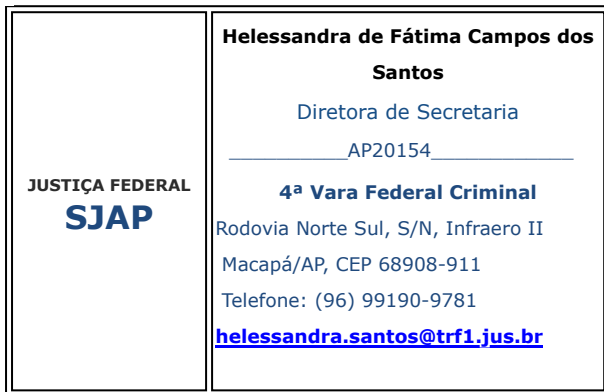 JUSTIÇA FEDERAL
SJAP
Helessandra de Fátima Campos dos
Santos
Diretora de Secretaria
__________AP20154____________
4ª Vara Federal Criminal
Rodovia Norte Sul, S/N, Infraero II
Macapá/AP, CEP 68908-911
Telefone: (96) 99190-9781
helessandra.santos@trf1.jus.br